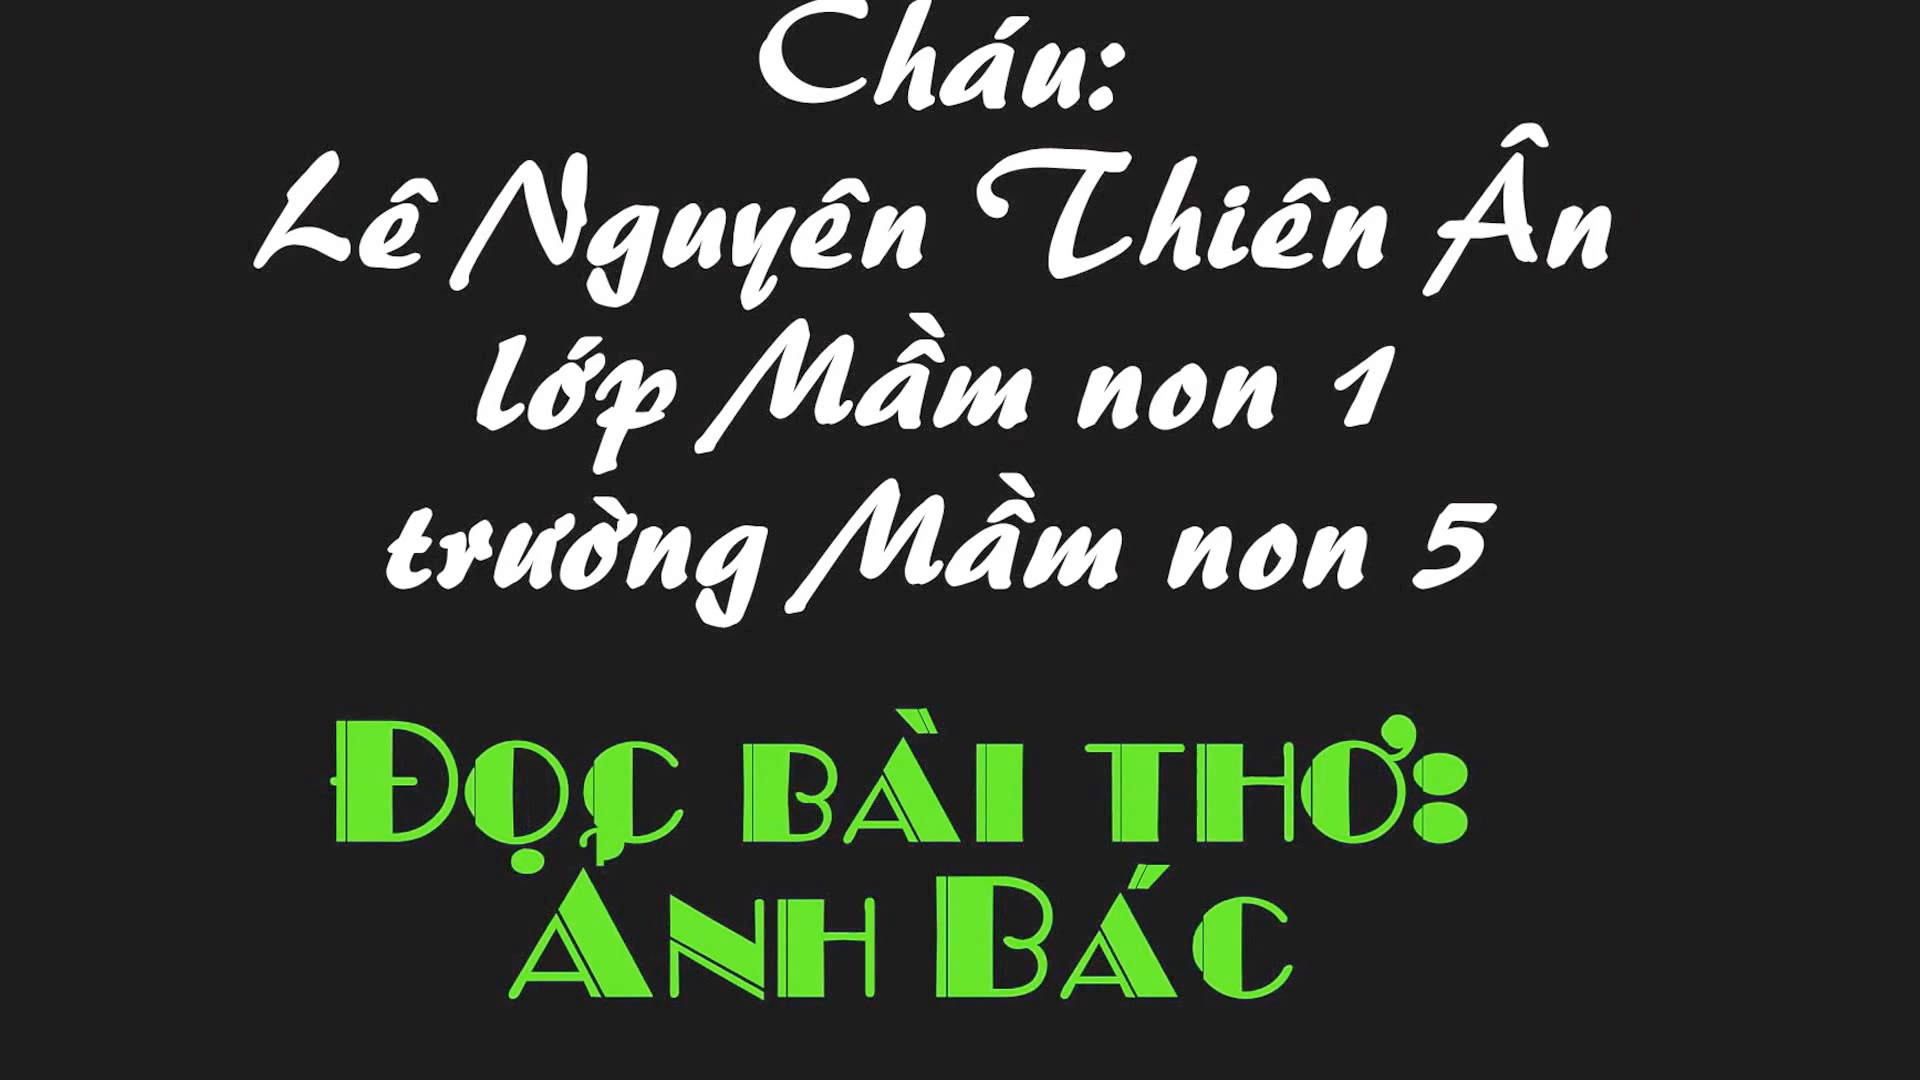 Cháu:
Lê Nguyên Thiên Ân
lớp Mầm non 1
trường Mầm non 5
ĐỌC BÀI THƠ:
ẢNH BÁC